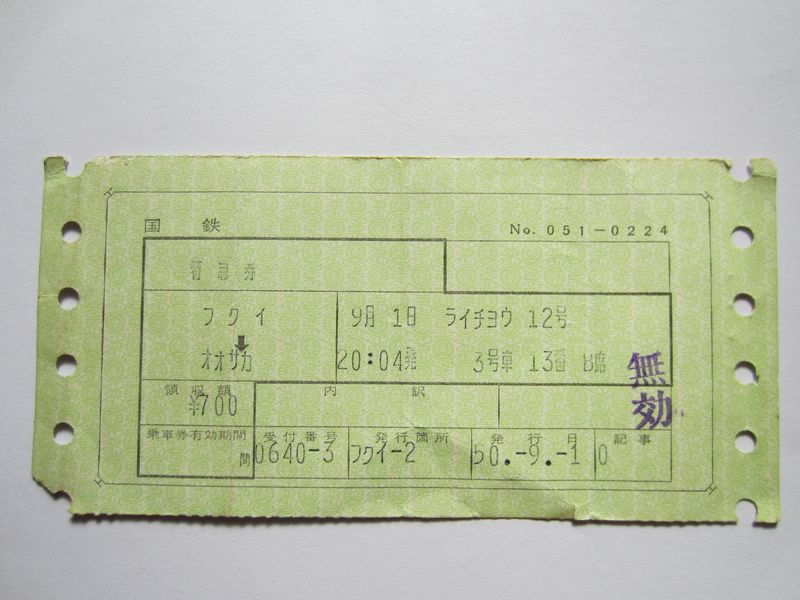 国鉄 No. 051-0224
特急券
フクイ 9月 1日 ライチョウ 12号
⬇
オオサカ 20:04発 3号車 13番 B席
無効
領収額 内訳
¥700
乗車券有効期間 受付番号 発行箇所 発行日 記事
間 0640-3 フクイ-2 50.-9.-1 0